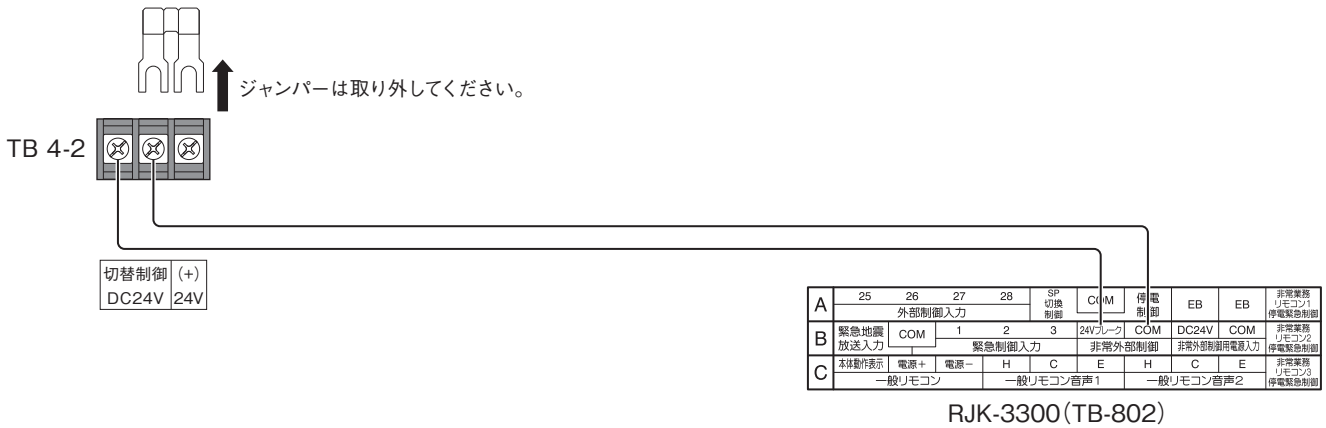 ジャンパーは取り外してください。
TB 4-2
切替制御 (+)
DC24V 24V
A 25 26 27 28 SP切換制御 COM 停電制御 EB EB 非常業務リモコン1停電緊急制御
外部制御入力
B 緊急地震放送入力 COM 1 2 3 24Vブレーク COM DC24V COM 非常業務リモコン2停電緊急制御
緊急制御入力 非常外部制御 非常外部制御用電源入力
C 本体動作表示 電源+ 電源− H C E H C E 非常業務リモコン3停電緊急制御
一般リモコン 一般リモコン音声1 一般リモコン音声2
RJK-3300(TB-802)